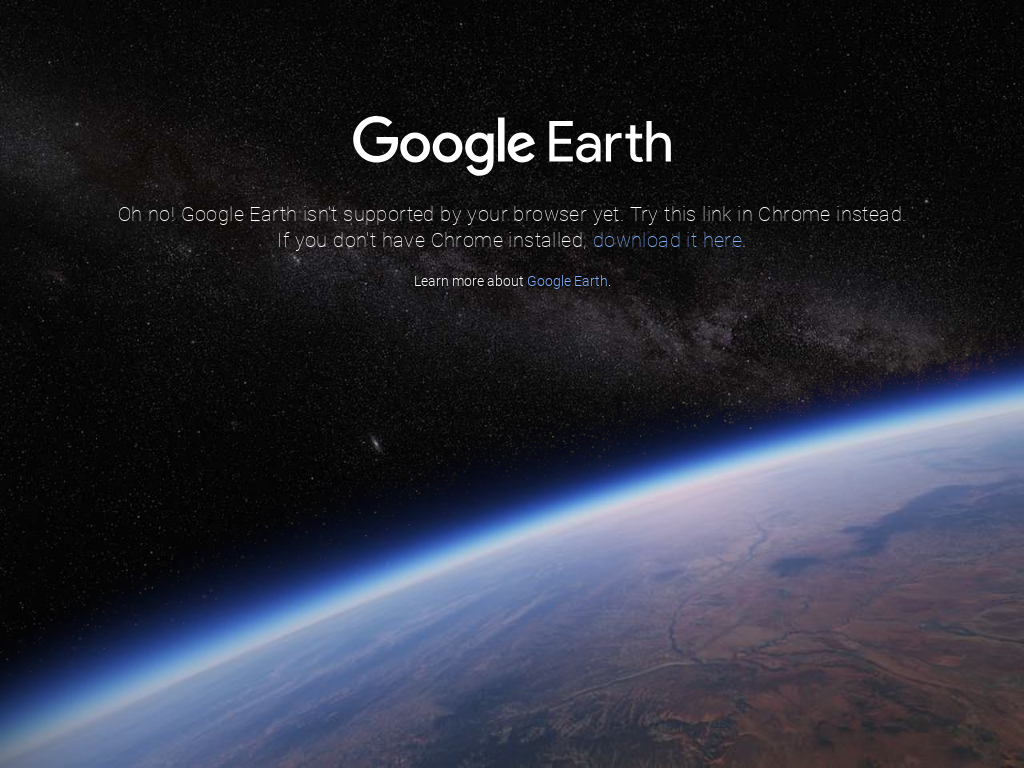 Google Earth
Oh no! Google Earth isn't supported by your browser yet. Try this link in Chrome instead.
If you don't have Chrome installed, download it here.
Learn more about Google Earth.